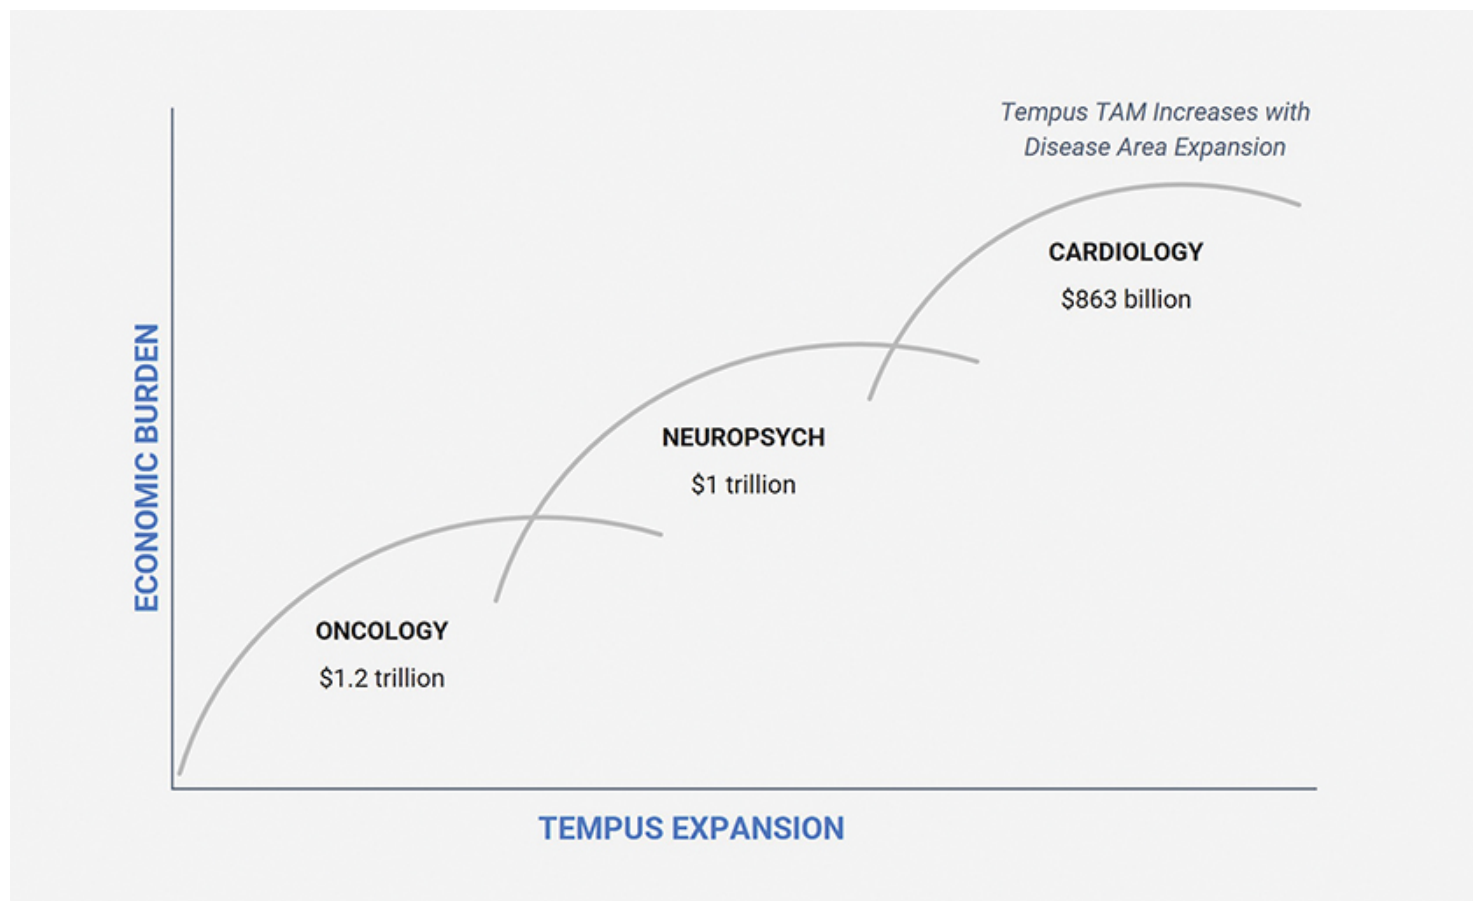 Tempus TAM Increases with
Disease Area Expansion
CARDIOLOGY
$863 billion
NEUROPSYCH
$1 trillion
ONCOLOGY
$1.2 trillion
ECONOMIC BURDEN
TEMPUS EXPANSION